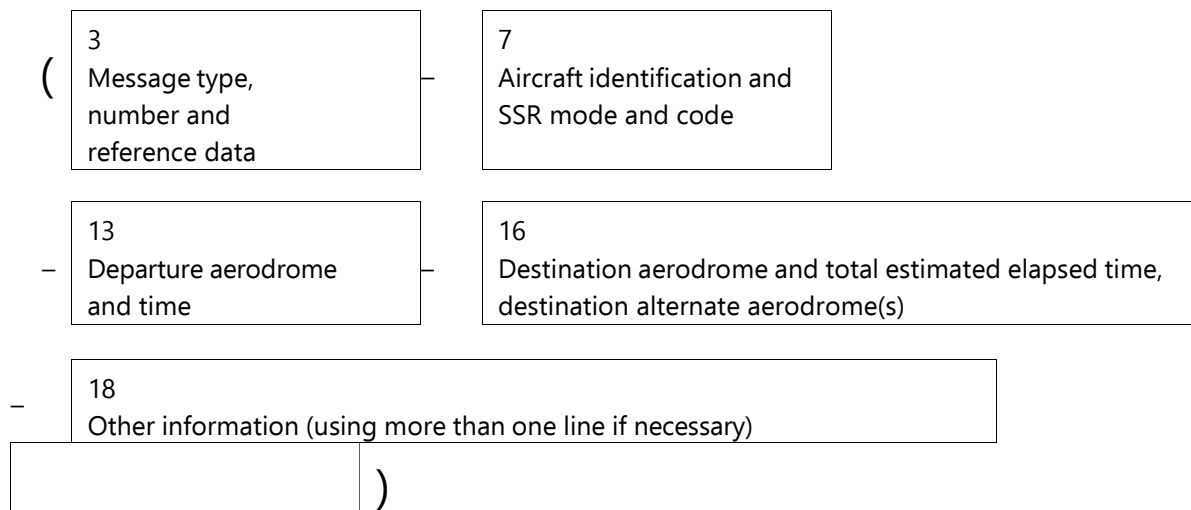 (
3
Message type,
number and
reference data
–
7
Aircraft identification and
SSR mode and code
–
13
Departure aerodrome
and time
–
16
Destination aerodrome and total estimated elapsed time,
destination alternate aerodrome(s)
–
18
Other information (using more than one line if necessary)
)